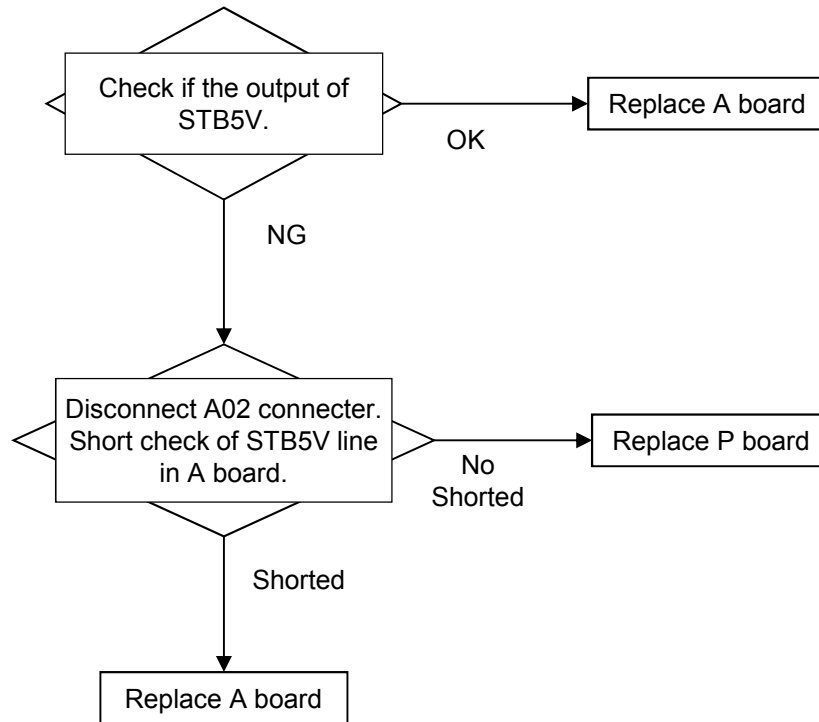 Check if the output of
STB5V.
Replace A board
OK
NG
Disconnect A02 connecter.
Short check of STB5V line
in A board.
Replace P board
No
Shorted
Shorted
Replace A board